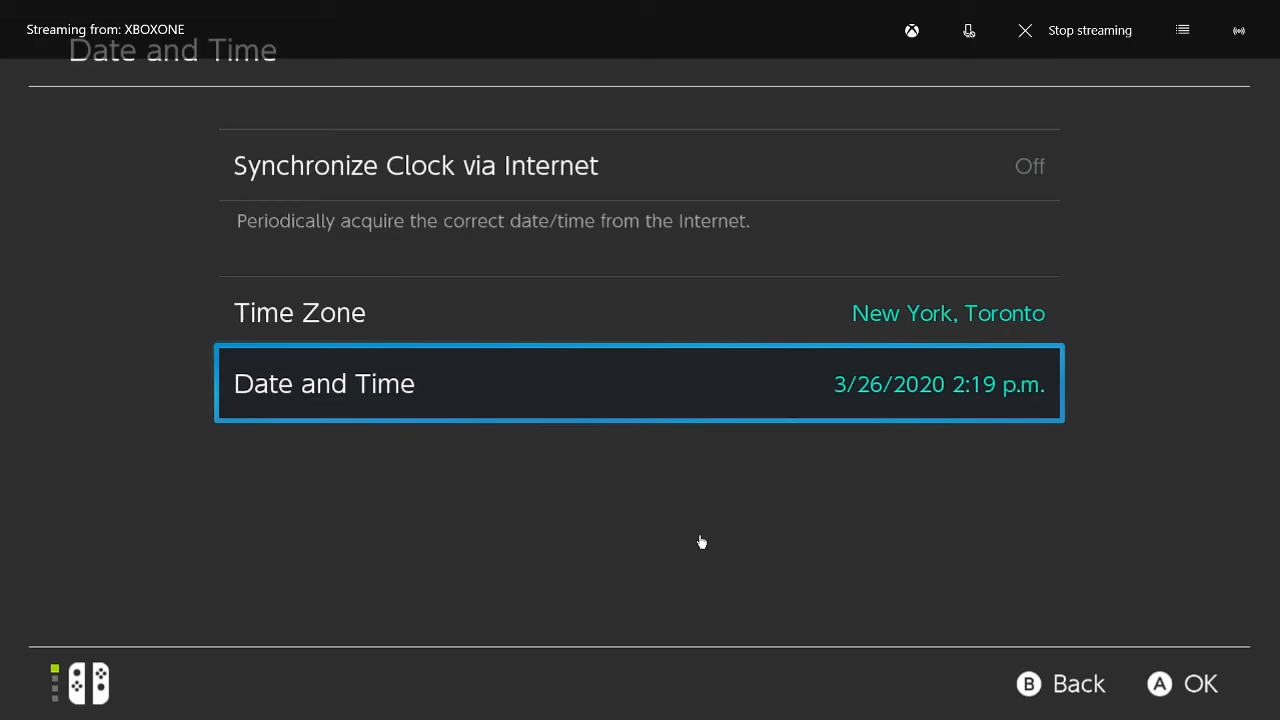 Streaming from: XBOXONE
Stop streaming
Date and Time
Synchronize Clock via Internet Off
Periodically acquire the correct date/time from the Internet.
Time Zone New York, Toronto
Date and Time 3/26/2020 2:19 p.m.
B Back A OK